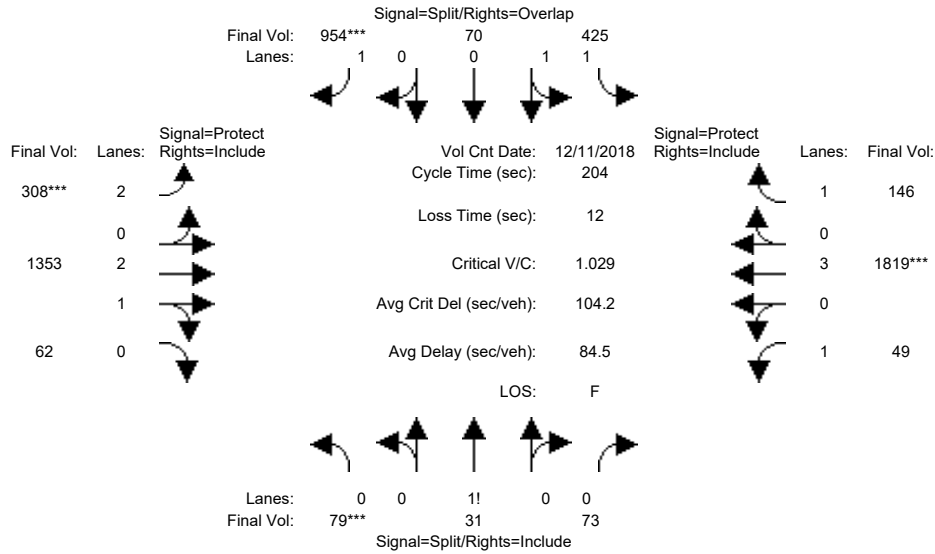 Signal=Split/Rights=Overlap
Final Vol: 954*** 70 425
Lanes: 1 0 0 1 1
Signal=Protect Signal=Protect
Final Vol: Lanes: Rights=Include Vol Cnt Date: 12/11/2018 Rights=Include Lanes: Final Vol:
Cycle Time (sec): 204
308*** 2 1 146
Loss Time (sec): 12
0 0
1353 2 Critical V/C: 1.029 3 1819***
1 Avg Crit Del (sec/veh): 104.2 0
62 0 Avg Delay (sec/veh): 84.5 1 49
LOS: F
Lanes: 0 0 1! 0 0
Final Vol: 79*** 31 73
Signal=Split/Rights=Include